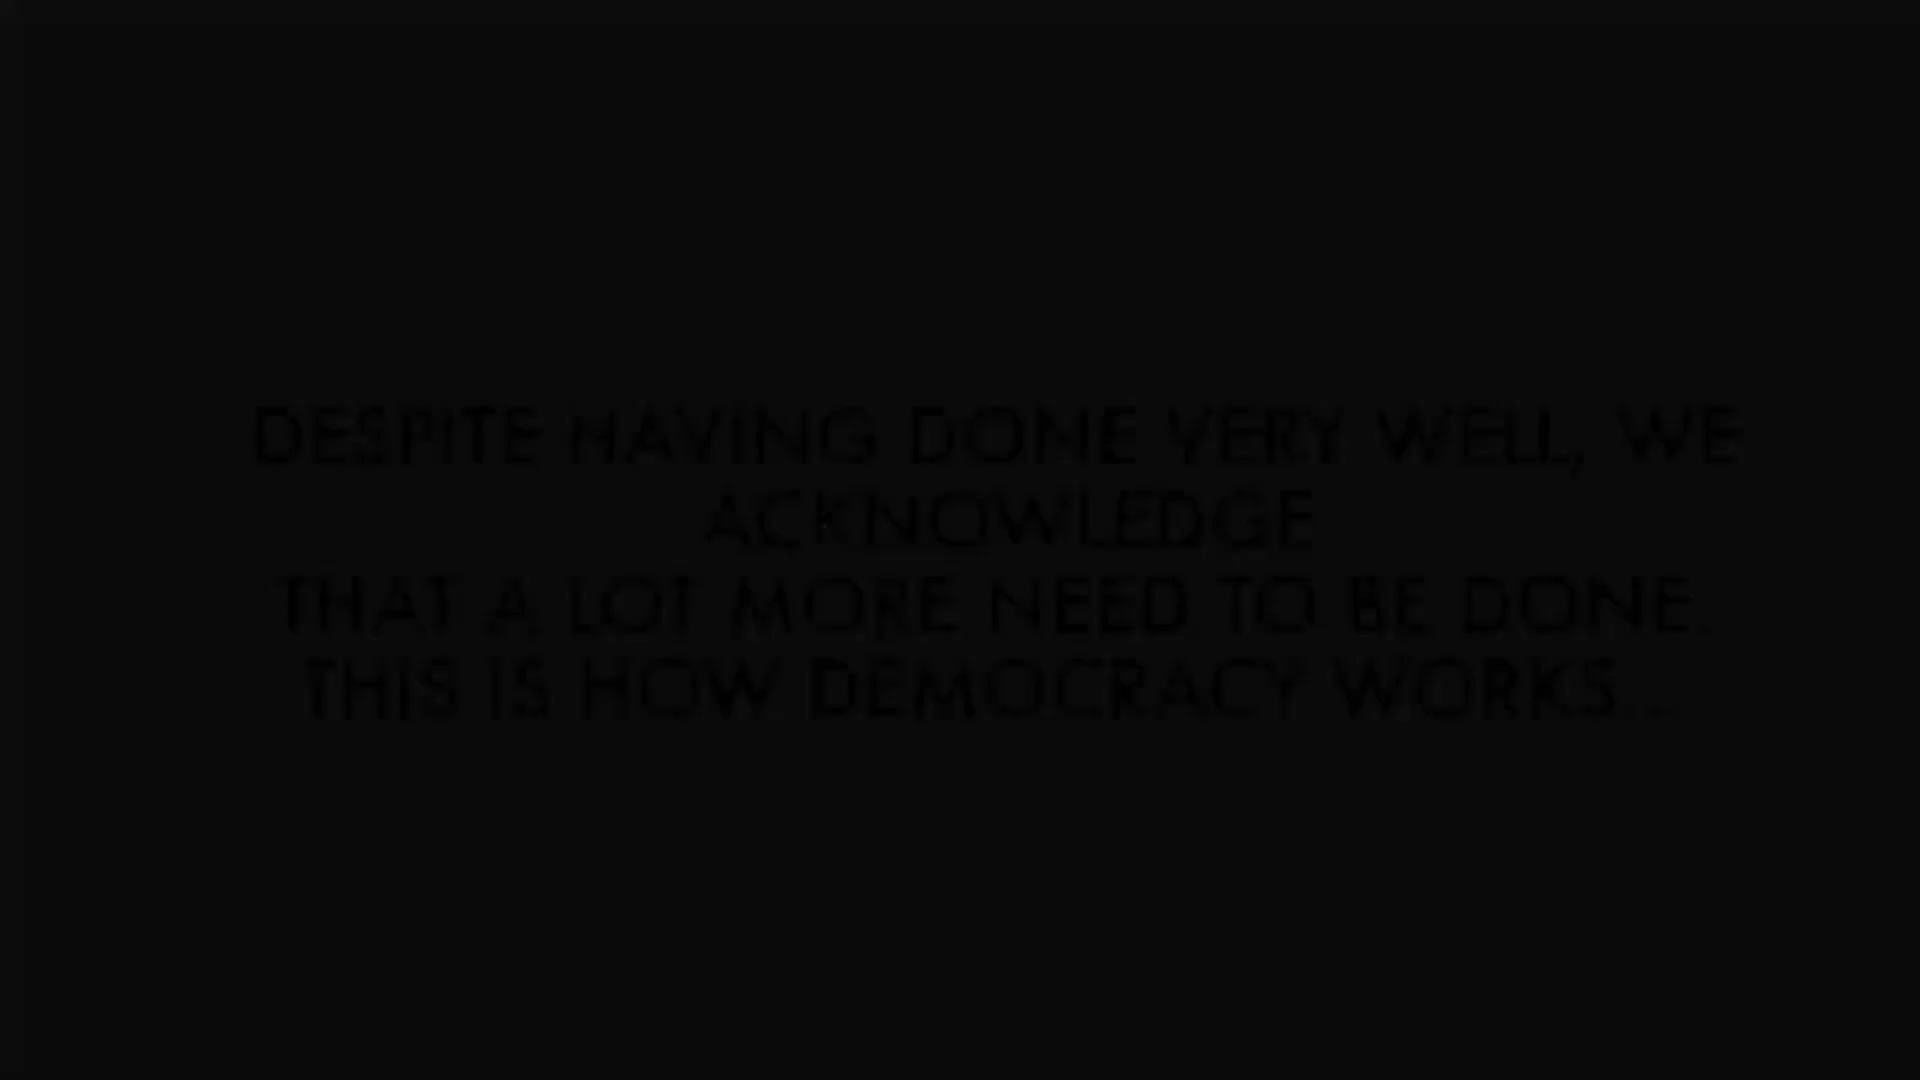 DESPITE HAVING DONE VERY WELL, WE
ACKNOWLEDGE
THAT A LOT MORE NEED TO BE DONE.
THIS IS HOW DEMOCRACY WORKS...